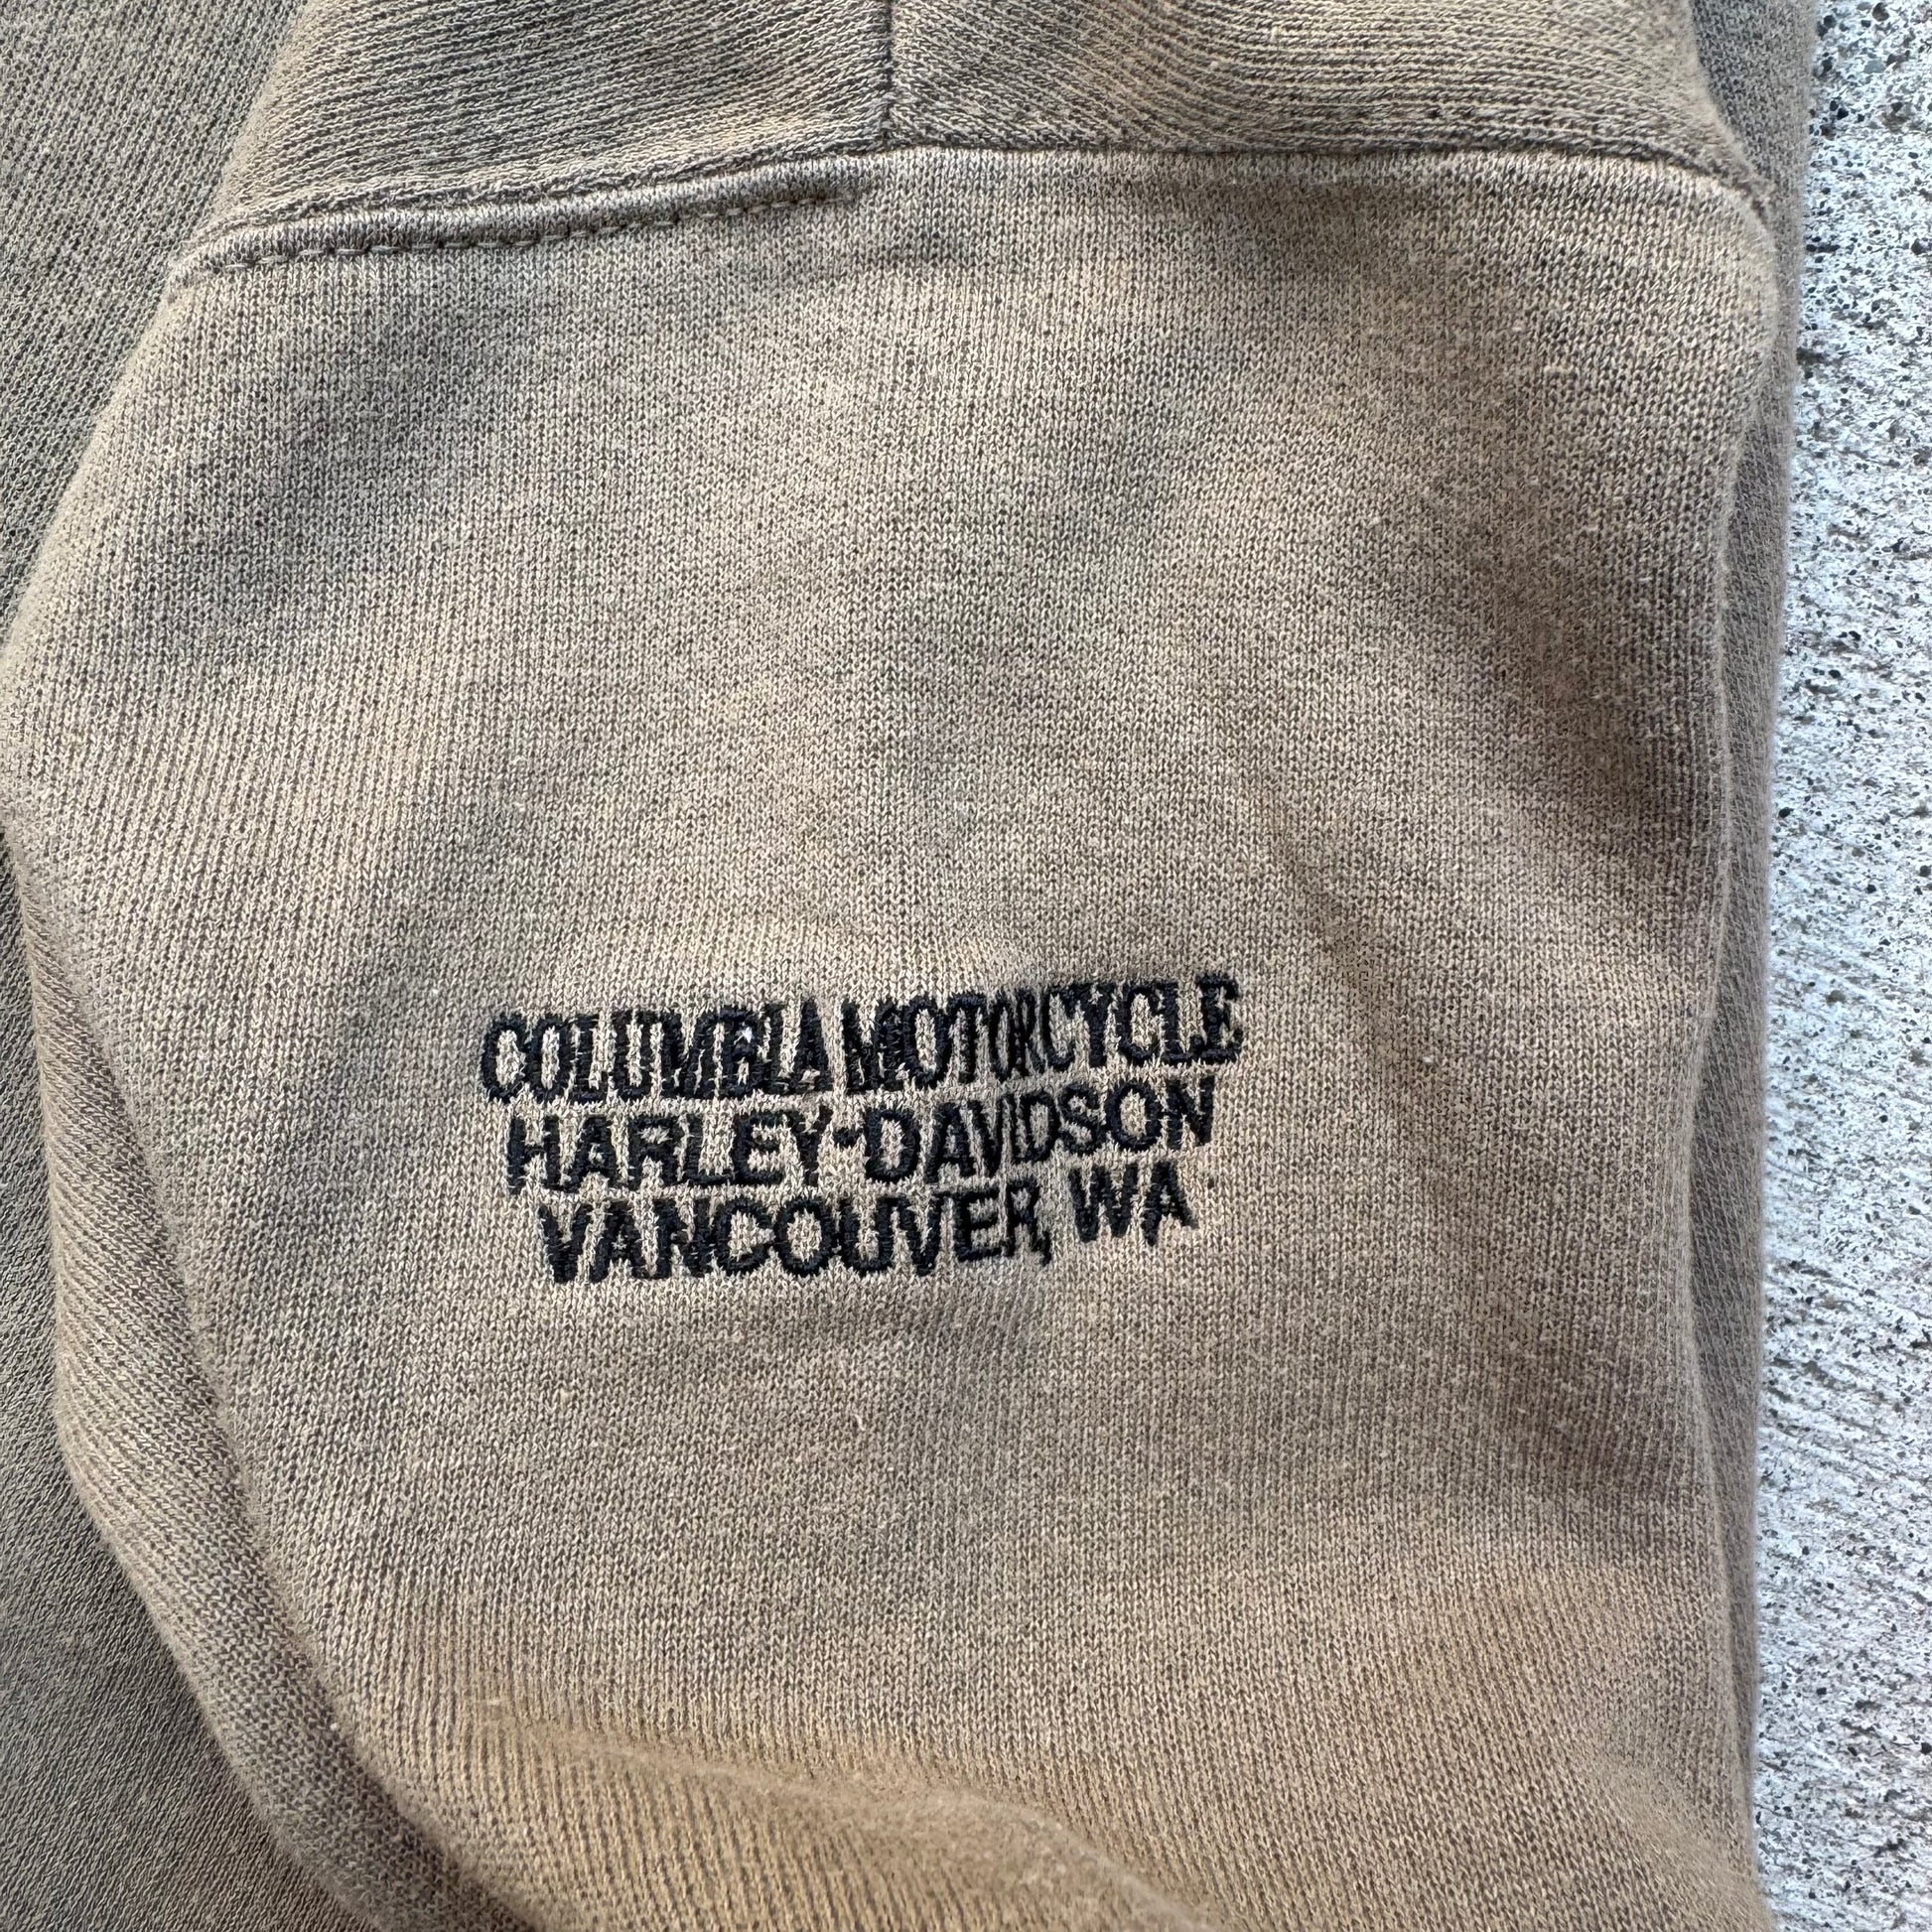 COLUMBIA MOTORCYCLE
HARLEY-DAVIDSON
VANCOUVER, WA